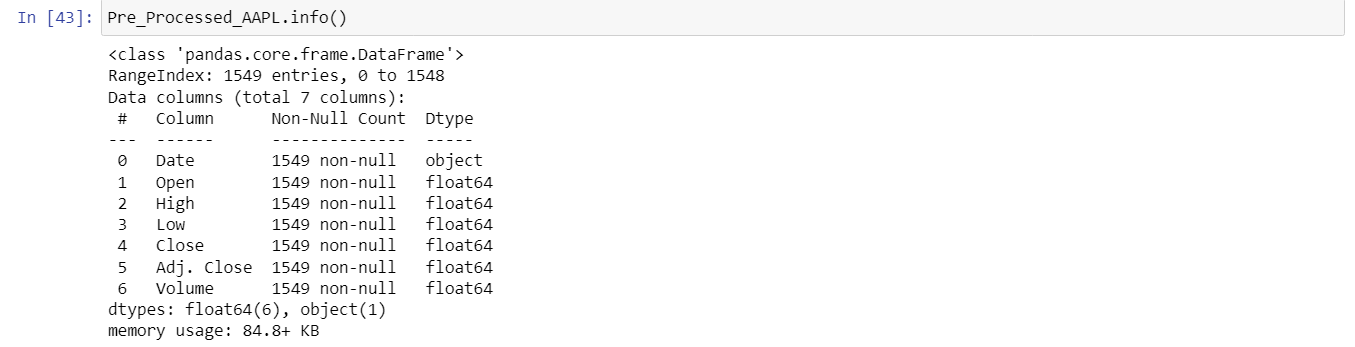 In [43]: Pre_Processed_AAPL.info()
<class 'pandas.core.frame.DataFrame'>
RangeIndex: 1549 entries, 0 to 1548
Data columns (total 7 columns):
 #   Column      Non-Null Count  Dtype
---  ------      --------------  -----
 0   Date        1549 non-null   object
 1   Open        1549 non-null   float64
 2   High        1549 non-null   float64
 3   Low         1549 non-null   float64
 4   Close       1549 non-null   float64
 5   Adj. Close  1549 non-null   float64
 6   Volume      1549 non-null   float64
dtypes: float64(6), object(1)
memory usage: 84.8+ KB